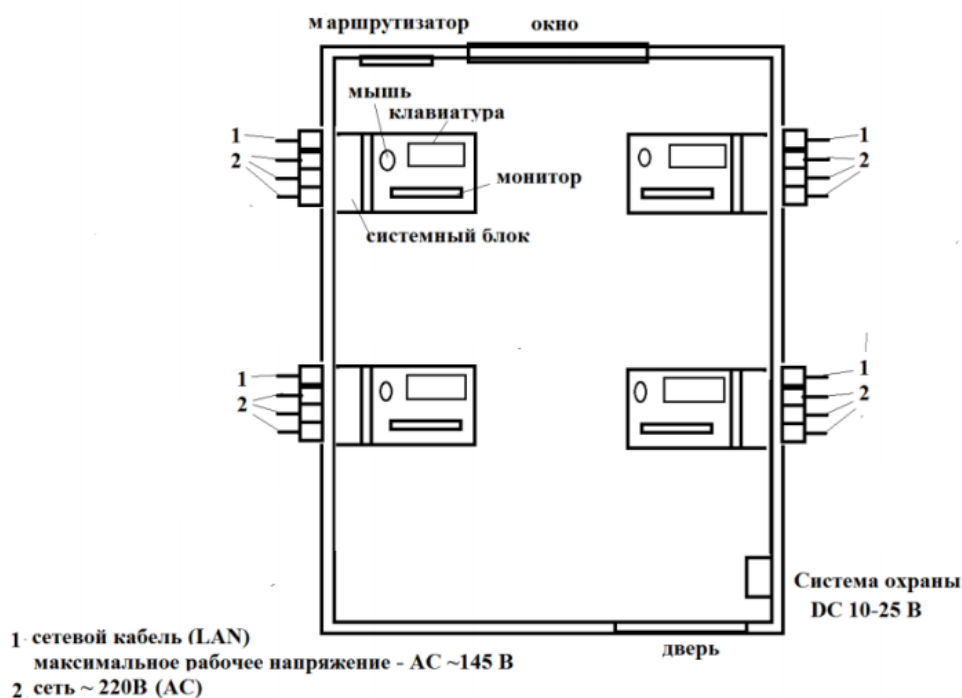 маршрутизатор
окно
мышь
клавиатура
1
2
1
2
монитор
системный блок
1
2
1
2
Система охраны
DC 10-25 В
дверь
1 сетевой кабель (LAN)
максимальное рабочее напряжение - AC ~145 В
2 сеть ~ 220В (AC)